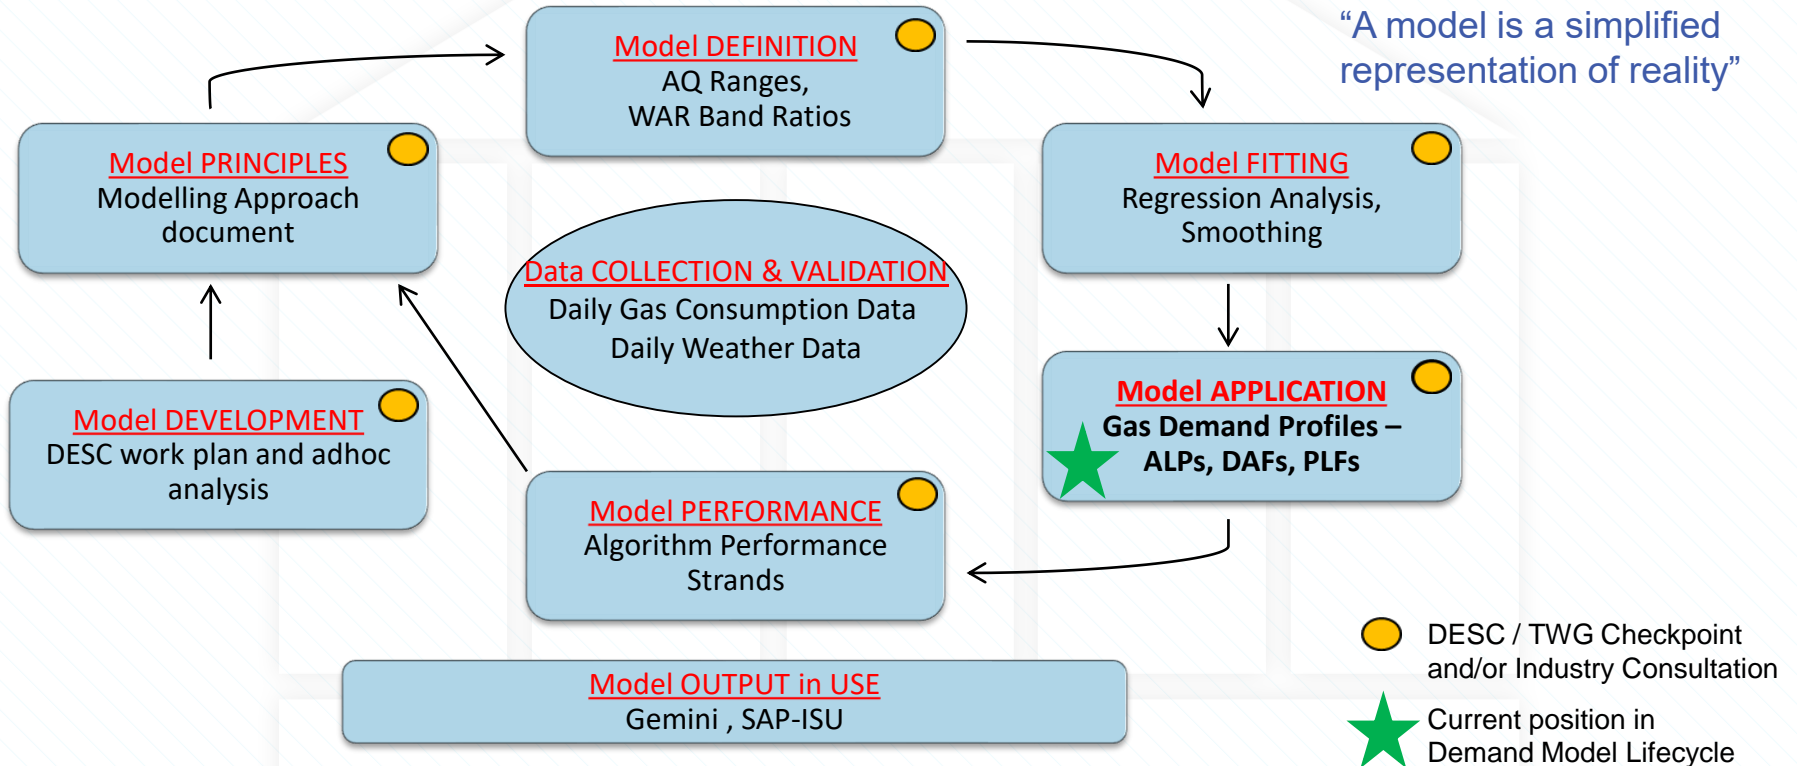 “A model is a simplified
representation of reality”
Model DEFINITION
AQ Ranges,
WAR Band Ratios
Model PRINCIPLES
Modelling Approach
document
Model FITTING
Regression Analysis,
Smoothing
Data COLLECTION & VALIDATION
Daily Gas Consumption Data
Daily Weather Data
Model DEVELOPMENT
DESC work plan and adhoc
analysis
Model APPLICATION
Gas Demand Profiles –
ALPs, DAFs, PLFs
Model PERFORMANCE
Algorithm Performance
Strands
Model OUTPUT in USE
Gemini , SAP-ISU
DESC / TWG Checkpoint
and/or Industry Consultation
Current position in
Demand Model Lifecycle